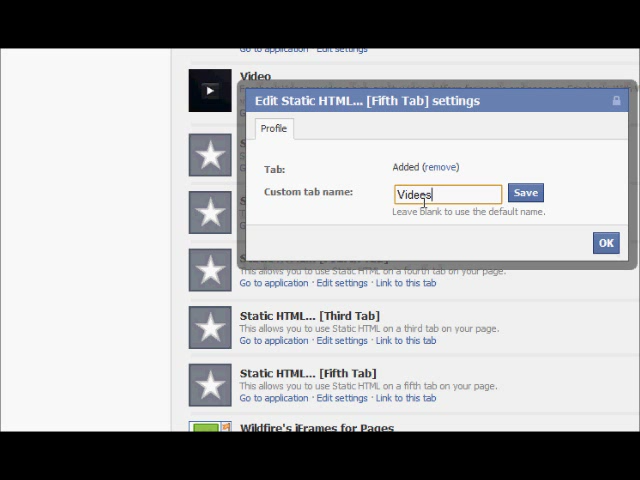 Go to application · Edit settings
Video
Edit Static HTML... [Fifth Tab] settings
Profile
Tab: Added (remove)
Custom tab name: Videos Save
Leave blank to use the default name.
OK
This allows you to use Static HTML on a fourth tab on your page.
Go to application · Edit settings · Link to this tab
Static HTML... [Third Tab]
This allows you to use Static HTML on a third tab on your page.
Go to application · Edit settings · Link to this tab
Static HTML... [Fifth Tab]
This allows you to use Static HTML on a fifth tab on your page.
Go to application · Edit settings · Link to this tab
Wildfire's iFrames for Pages